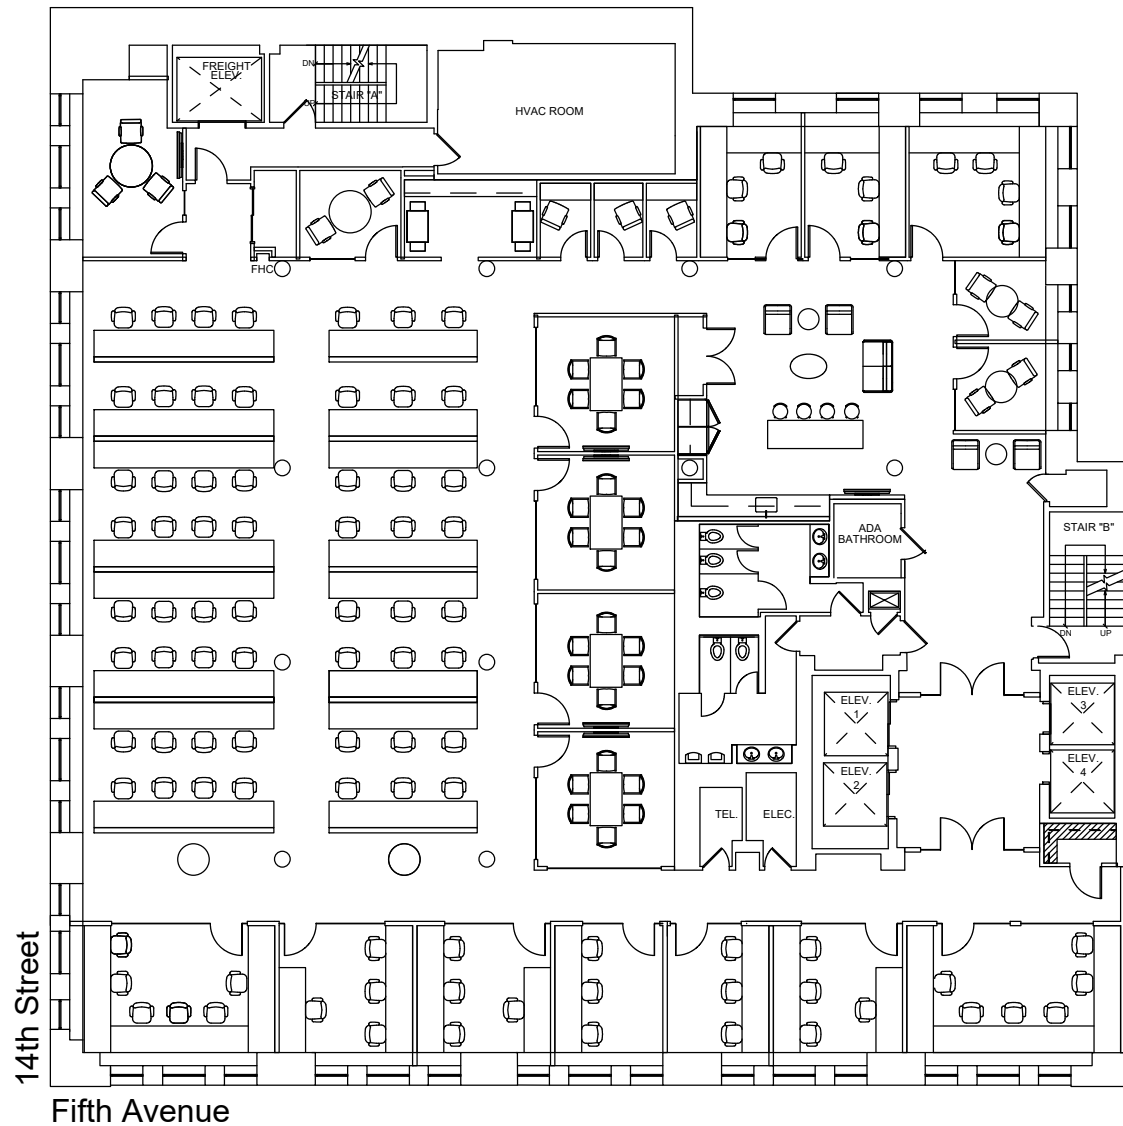 FREIGHT
ELEV.
DN
UP
STAIR "A"
HVAC ROOM
FHC
ADA
BATHROOM
STAIR "B"
DN
UP
ELEV.
1
ELEV.
2
ELEV.
3
ELEV.
4
TEL.
ELEC.
14th Street
Fifth Avenue